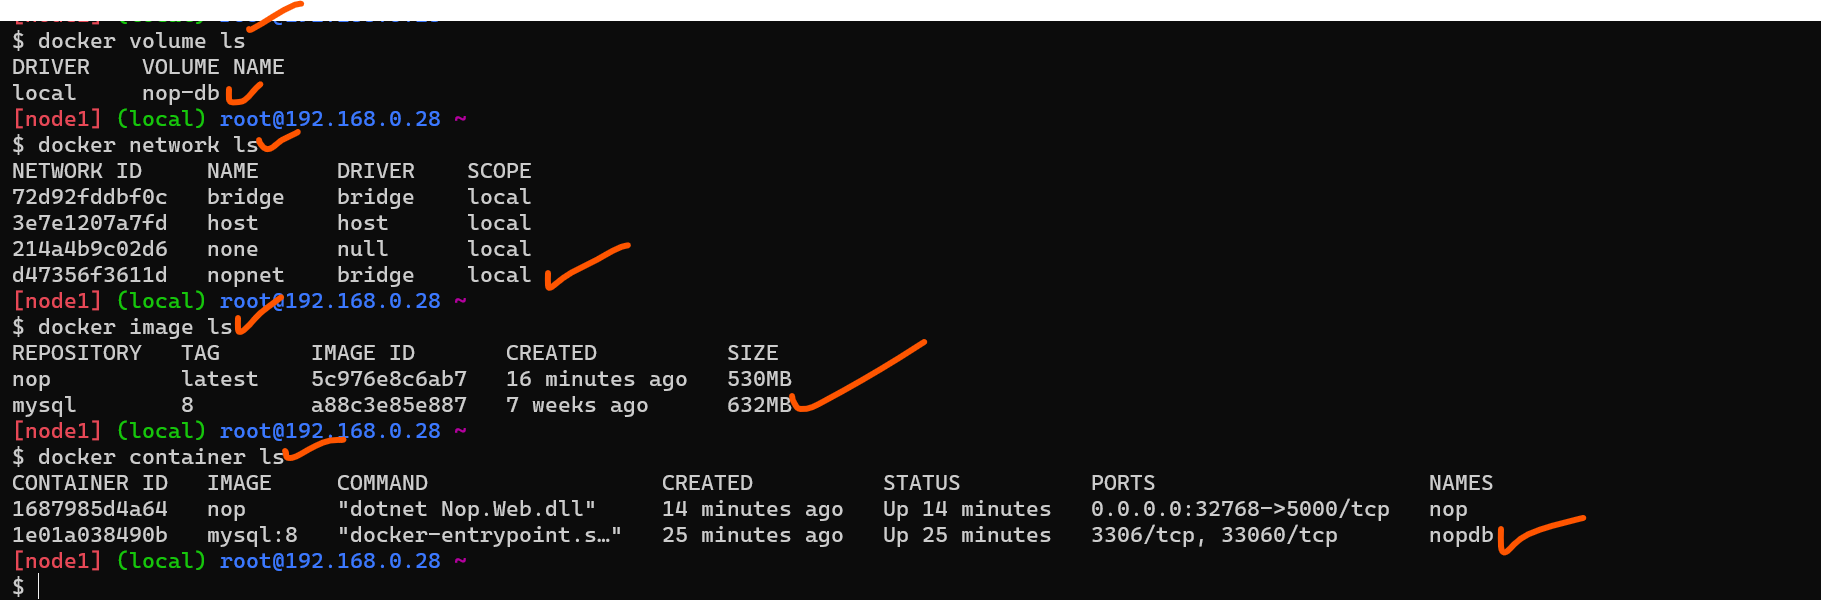 $ docker volume ls
DRIVER    VOLUME NAME
local     nop-db
[node1] (local) root@192.168.0.28 ~
$ docker network ls
NETWORK ID     NAME      DRIVER    SCOPE
72d92fddbf0c   bridge    bridge    local
3e7e1207a7fd   host      host      local
214a4b9c02d6   none      null      local
d47356f3611d   nopnet    bridge    local
[node1] (local) root@192.168.0.28 ~
$ docker image ls
REPOSITORY   TAG       IMAGE ID       CREATED          SIZE
nop          latest    5c976e8c6ab7   16 minutes ago   530MB
mysql        8         a88c3e85e887   7 weeks ago      632MB
[node1] (local) root@192.168.0.28 ~
$ docker container ls
CONTAINER ID   IMAGE     COMMAND                  CREATED          STATUS          PORTS                     NAMES
1687985d4a64   nop       "dotnet Nop.Web.dll"     14 minutes ago   Up 14 minutes   0.0.0.0:32768->5000/tcp   nop
1e01a038490b   mysql:8   "docker-entrypoint.s…"   25 minutes ago   Up 25 minutes   3306/tcp, 33060/tcp       nopdb
[node1] (local) root@192.168.0.28 ~
$